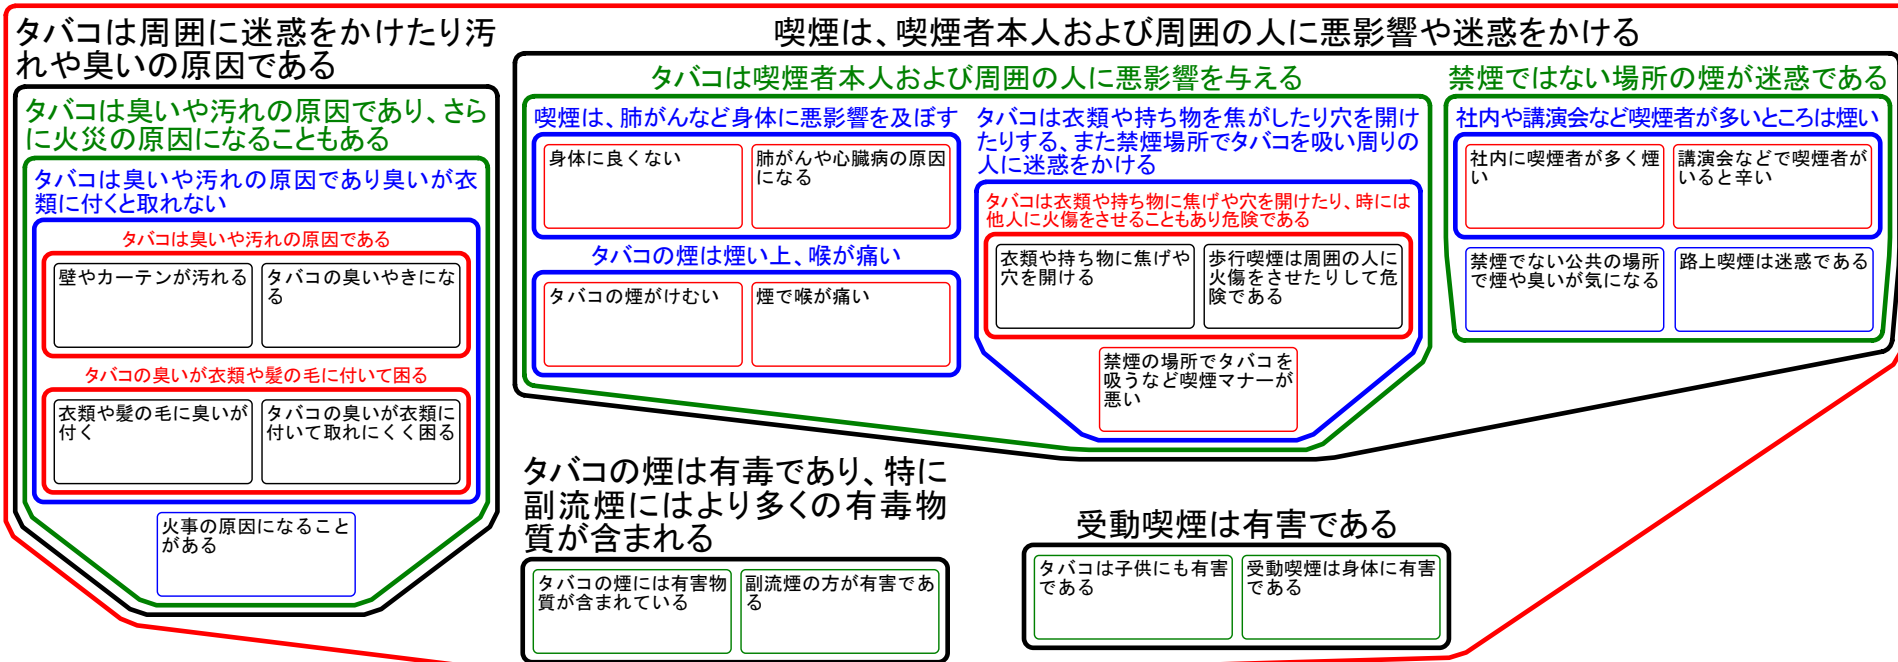 タバコは周囲に迷惑をかけたり汚
れや臭いの原因である
タバコは臭いや汚れの原因であり、さら
に火災の原因になることもある
タバコは臭いや汚れの原因であり臭いが衣
類に付くと取れない
タバコは臭いや汚れの原因である
壁やカーテンが汚れる
タバコの臭いやきにな
る
タバコの臭いが衣類や髪の毛に付いて困る
衣類や髪の毛に臭いが
付く
タバコの臭いが衣類に
付いて取れにくく困る
火事の原因になること
がある
喫煙は、喫煙者本人および周囲の人に悪影響や迷惑をかける
タバコは喫煙者本人および周囲の人に悪影響を与える
喫煙は、肺がんなど身体に悪影響を及ぼす
身体に良くない
肺がんや心臓病の原因
になる
タバコの煙は煙い上、喉が痛い
タバコの煙がけむい
煙で喉が痛い
タバコは衣類や持ち物を焦がしたり穴を開け
たりする、また禁煙場所でタバコを吸い周りの
人に迷惑をかける
タバコは衣類や持ち物に焦げや穴を開けたり、時には
他人に火傷をさせることもあり危険である
衣類や持ち物に焦げや
穴を開ける
歩行喫煙は周囲の人に
火傷をさせたりして危
険である
禁煙の場所でタバコを
吸うなど喫煙マナーが
悪い
禁煙ではない場所の煙が迷惑である
社内や講演会など喫煙者が多いところは煙い
社内に喫煙者が多く煙
い
講演会などで喫煙者が
いると辛い
禁煙でない公共の場所
で煙や臭いが気になる
路上喫煙は迷惑である
タバコの煙は有毒であり、特に
副流煙にはより多くの有毒物
質が含まれる
タバコの煙には有害物
質が含まれている
副流煙の方が有害であ
る
受動喫煙は有害である
タバコは子供にも有害
である
受動喫煙は身体に有害
である